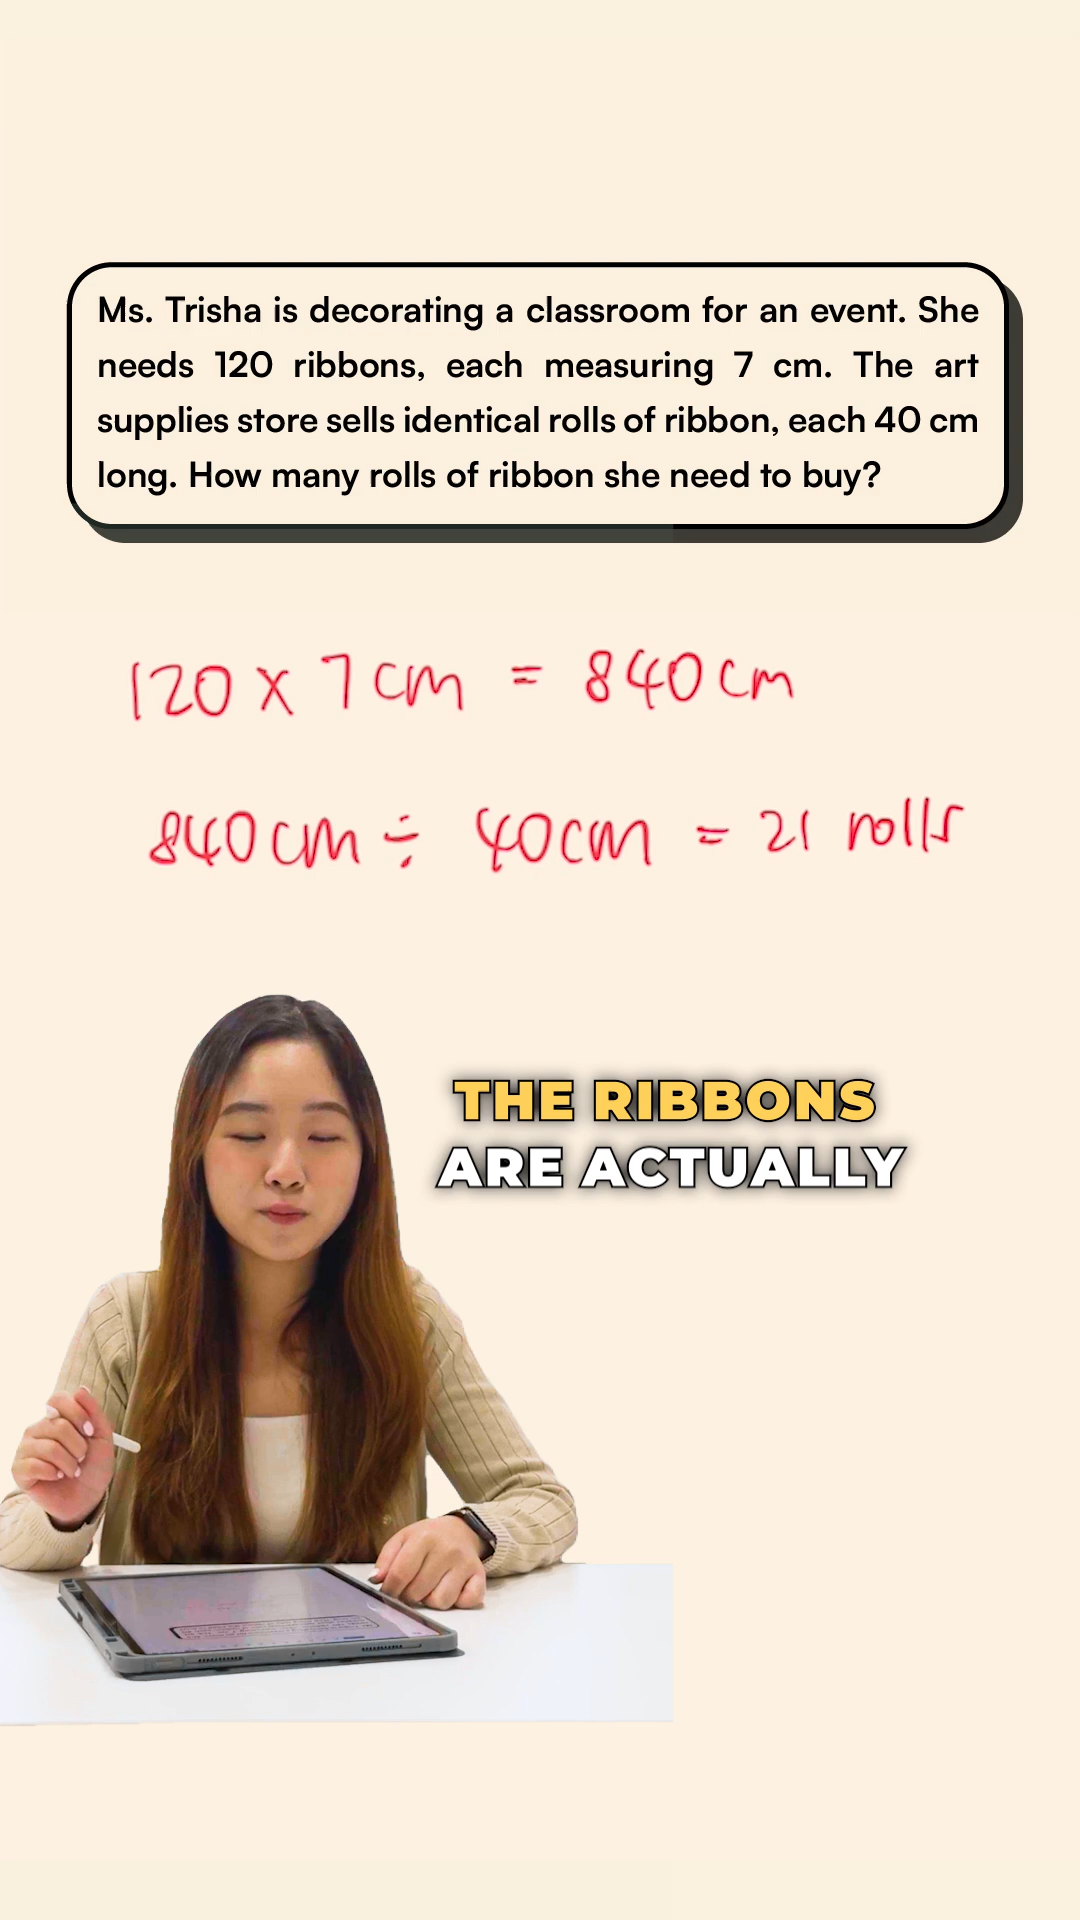 Ms. Trisha is decorating a classroom for an event. She
needs 120 ribbons, each measuring 7 cm. The art
supplies store sells identical rolls of ribbon, each 40 cm
long. How many rolls of ribbon she need to buy?
120 x 7 cm = 840 cm
840 cm ÷ 40 cm = 21 rolls
THE RIBBONS
ARE ACTUALLY